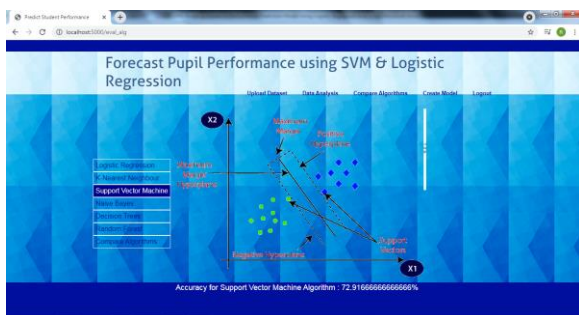 Predict Student Performance
localhost:5000/eval_alg
Forecast Pupil Performance using SVM & Logistic
Regression
Upload Dataset Data Analysis Compare Algorithms Create Model Logout
X2
Maximum
Margin
Positive
Hyperplane
Maximum
Margin
Hyperplane
Logistic Regression
K-Nearest Neighbour
Support Vector Machine
Naive Bayes
Decision Trees
Random Forest
Compare Algorithms
Negative Hyperplane
Support
Vectors
X1
Accuracy for Support Vector Machine Algorithm : 72.91666666666666%